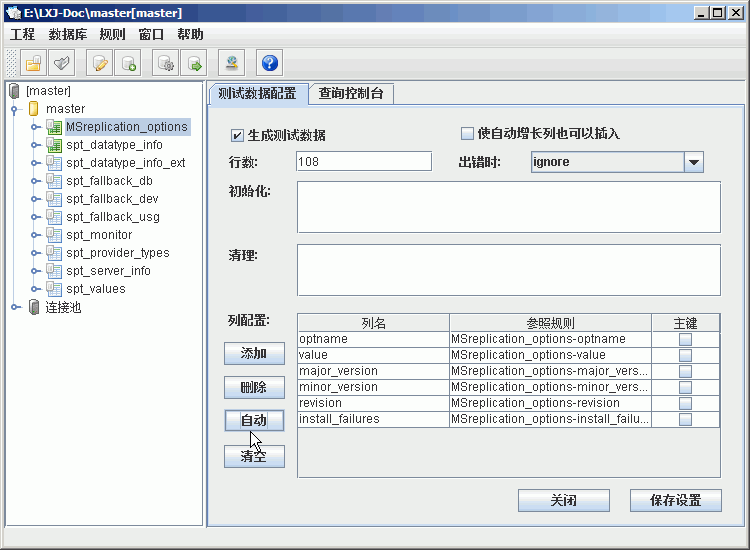 E:\LXJ-Doc\master[master]
工程 数据库 规则 窗口 帮助
[master]
master
MSreplication_options
spt_datatype_info
spt_datatype_info_ext
spt_fallback_db
spt_fallback_dev
spt_fallback_usg
spt_monitor
spt_provider_types
spt_server_info
spt_values
连接池
测试数据配置 查询控制台
生成测试数据 使自动增长列也可以插入
行数: 108 出错时: ignore
初始化:
清理:
列配置:
列名 参照规则 主键
optname MSreplication_options-optname
value MSreplication_options-value
major_version MSreplication_options-major_vers...
minor_version MSreplication_options-minor_vers...
revision MSreplication_options-revision
install_failures MSreplication_options-install_failu...
添加
删除
自动
清空
关闭 保存设置